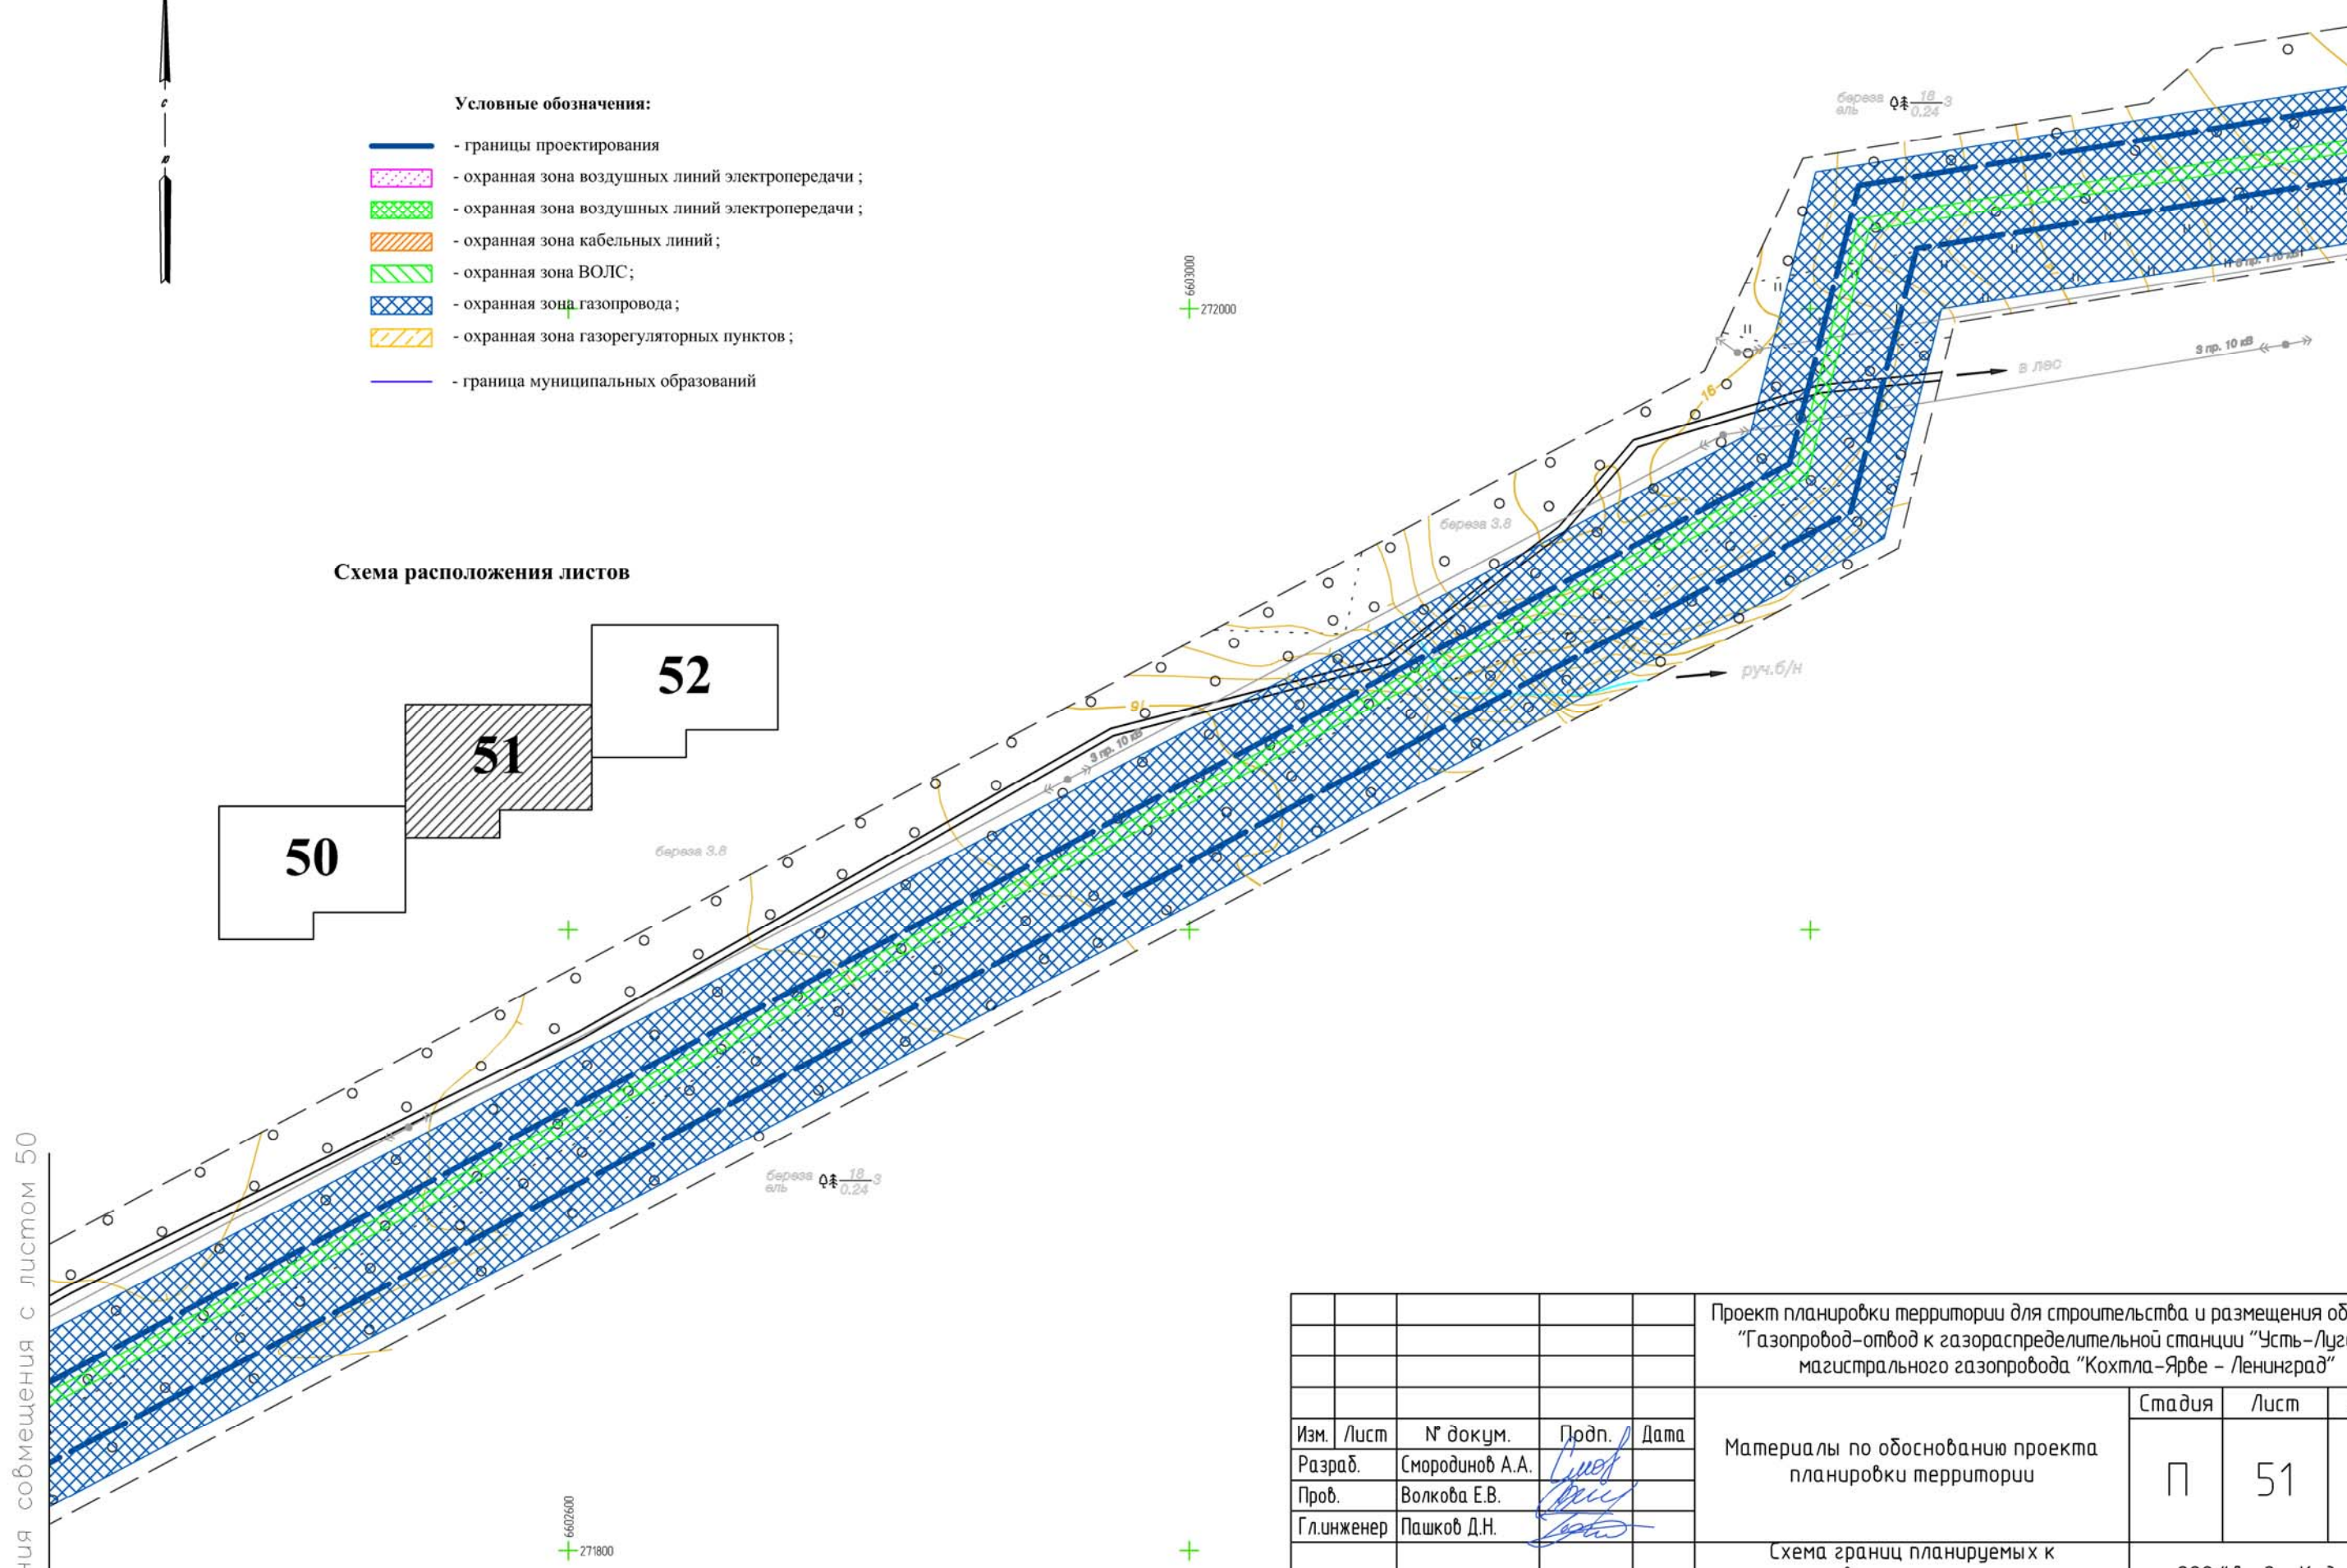 с
ю
Условные обозначения:
- границы проектирования
- охранная зона воздушных линий электропередачи;
- охранная зона воздушных линий электропередачи;
- охранная зона кабельных линий;
- охранная зона ВОЛС;
- охранная зона газопровода;
- охранная зона газорегуляторных пунктов;
- граница муниципальных образований
береза
ель
18
0.24
3
6603000
272000
3 пр. 10 кВ
в лес
16
береза 3.8
Схема расположения листов
52
51
50
руч.б/н
3 пр. 10 кВ
береза 3.8
береза
ель
18
0.24
3
совмещения с листом 50
6602600
271800
Проект планировки территории для строительства и размещения
"Газопровод-отвод к газораспределительной станции "Усть-
магистрального газопровода "Кохтла-Ярве - Ленинград"
Стадия Лист
Изм. Лист № докум. Подп. Дата
Материалы по обоснованию проекта
планировки территории
П 51
Разраб. Смородинов А.А.
Пров. Волкова Е.В.
Гл.инженер Пашков Д.Н.
Схема границ планируемых к